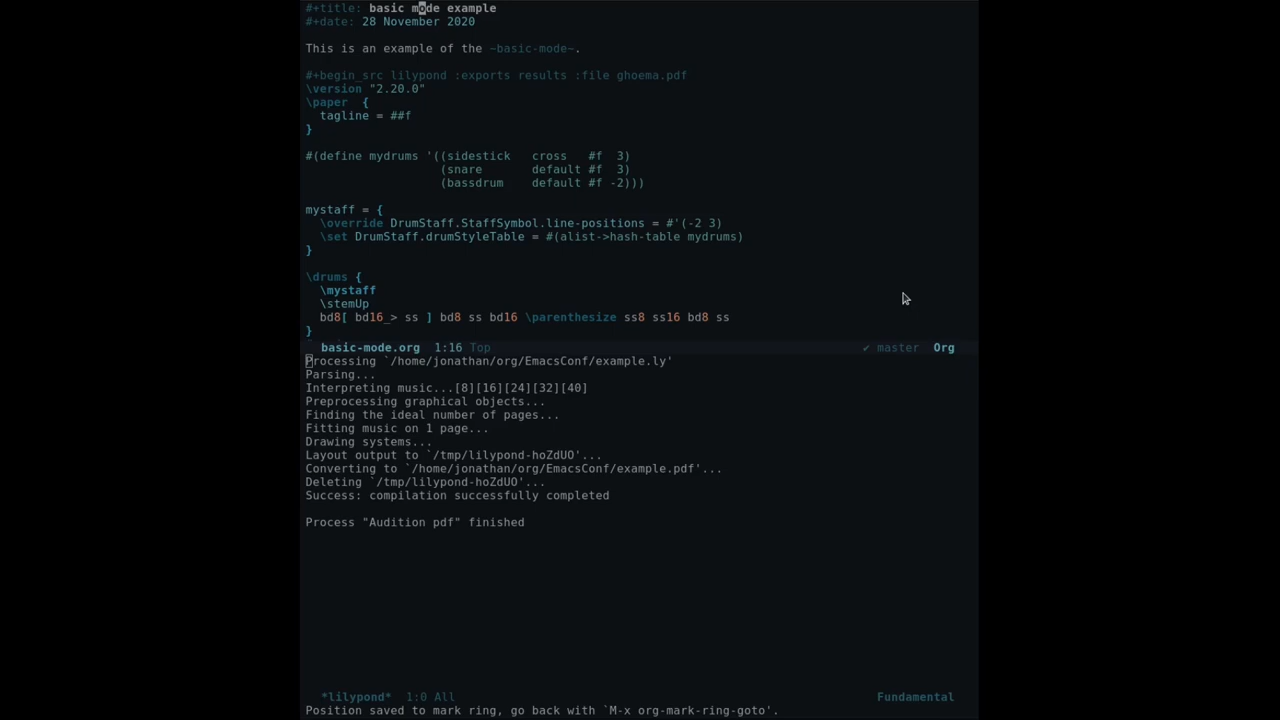 #+title: basic mode example
#+date: 28 November 2020

This is an example of the ~basic-mode~.

#+begin_src lilypond :exports results :file ghoema.pdf
\version "2.20.0"
\paper  {
  tagline = ##f
}

#(define mydrums '((sidestick   cross   #f  3)
                   (snare       default #f  3)
                   (bassdrum    default #f -2)))

mystaff = {
  \override DrumStaff.StaffSymbol.line-positions = #'(-2 3)
  \set DrumStaff.drumStyleTable = #(alist->hash-table mydrums)
}

\drums {
  \mystaff
  \stemUp
  bd8[ bd16_> ss ] bd8 ss bd16 \parenthesize ss8 ss16 bd8 ss
}
basic-mode.org  1:16 Top ✔ master  Org
Processing `/home/jonathan/org/EmacsConf/example.ly'
Parsing...
Interpreting music...[8][16][24][32][40]
Preprocessing graphical objects...
Finding the ideal number of pages...
Fitting music on 1 page...
Drawing systems...
Layout output to `/tmp/lilypond-hoZdUO'...
Converting to `/home/jonathan/org/EmacsConf/example.pdf'...
Deleting `/tmp/lilypond-hoZdUO'...
Success: compilation successfully completed

Process "Audition pdf" finished
*lilypond*  1:0 All Fundamental
Position saved to mark ring, go back with `M-x org-mark-ring-goto'.